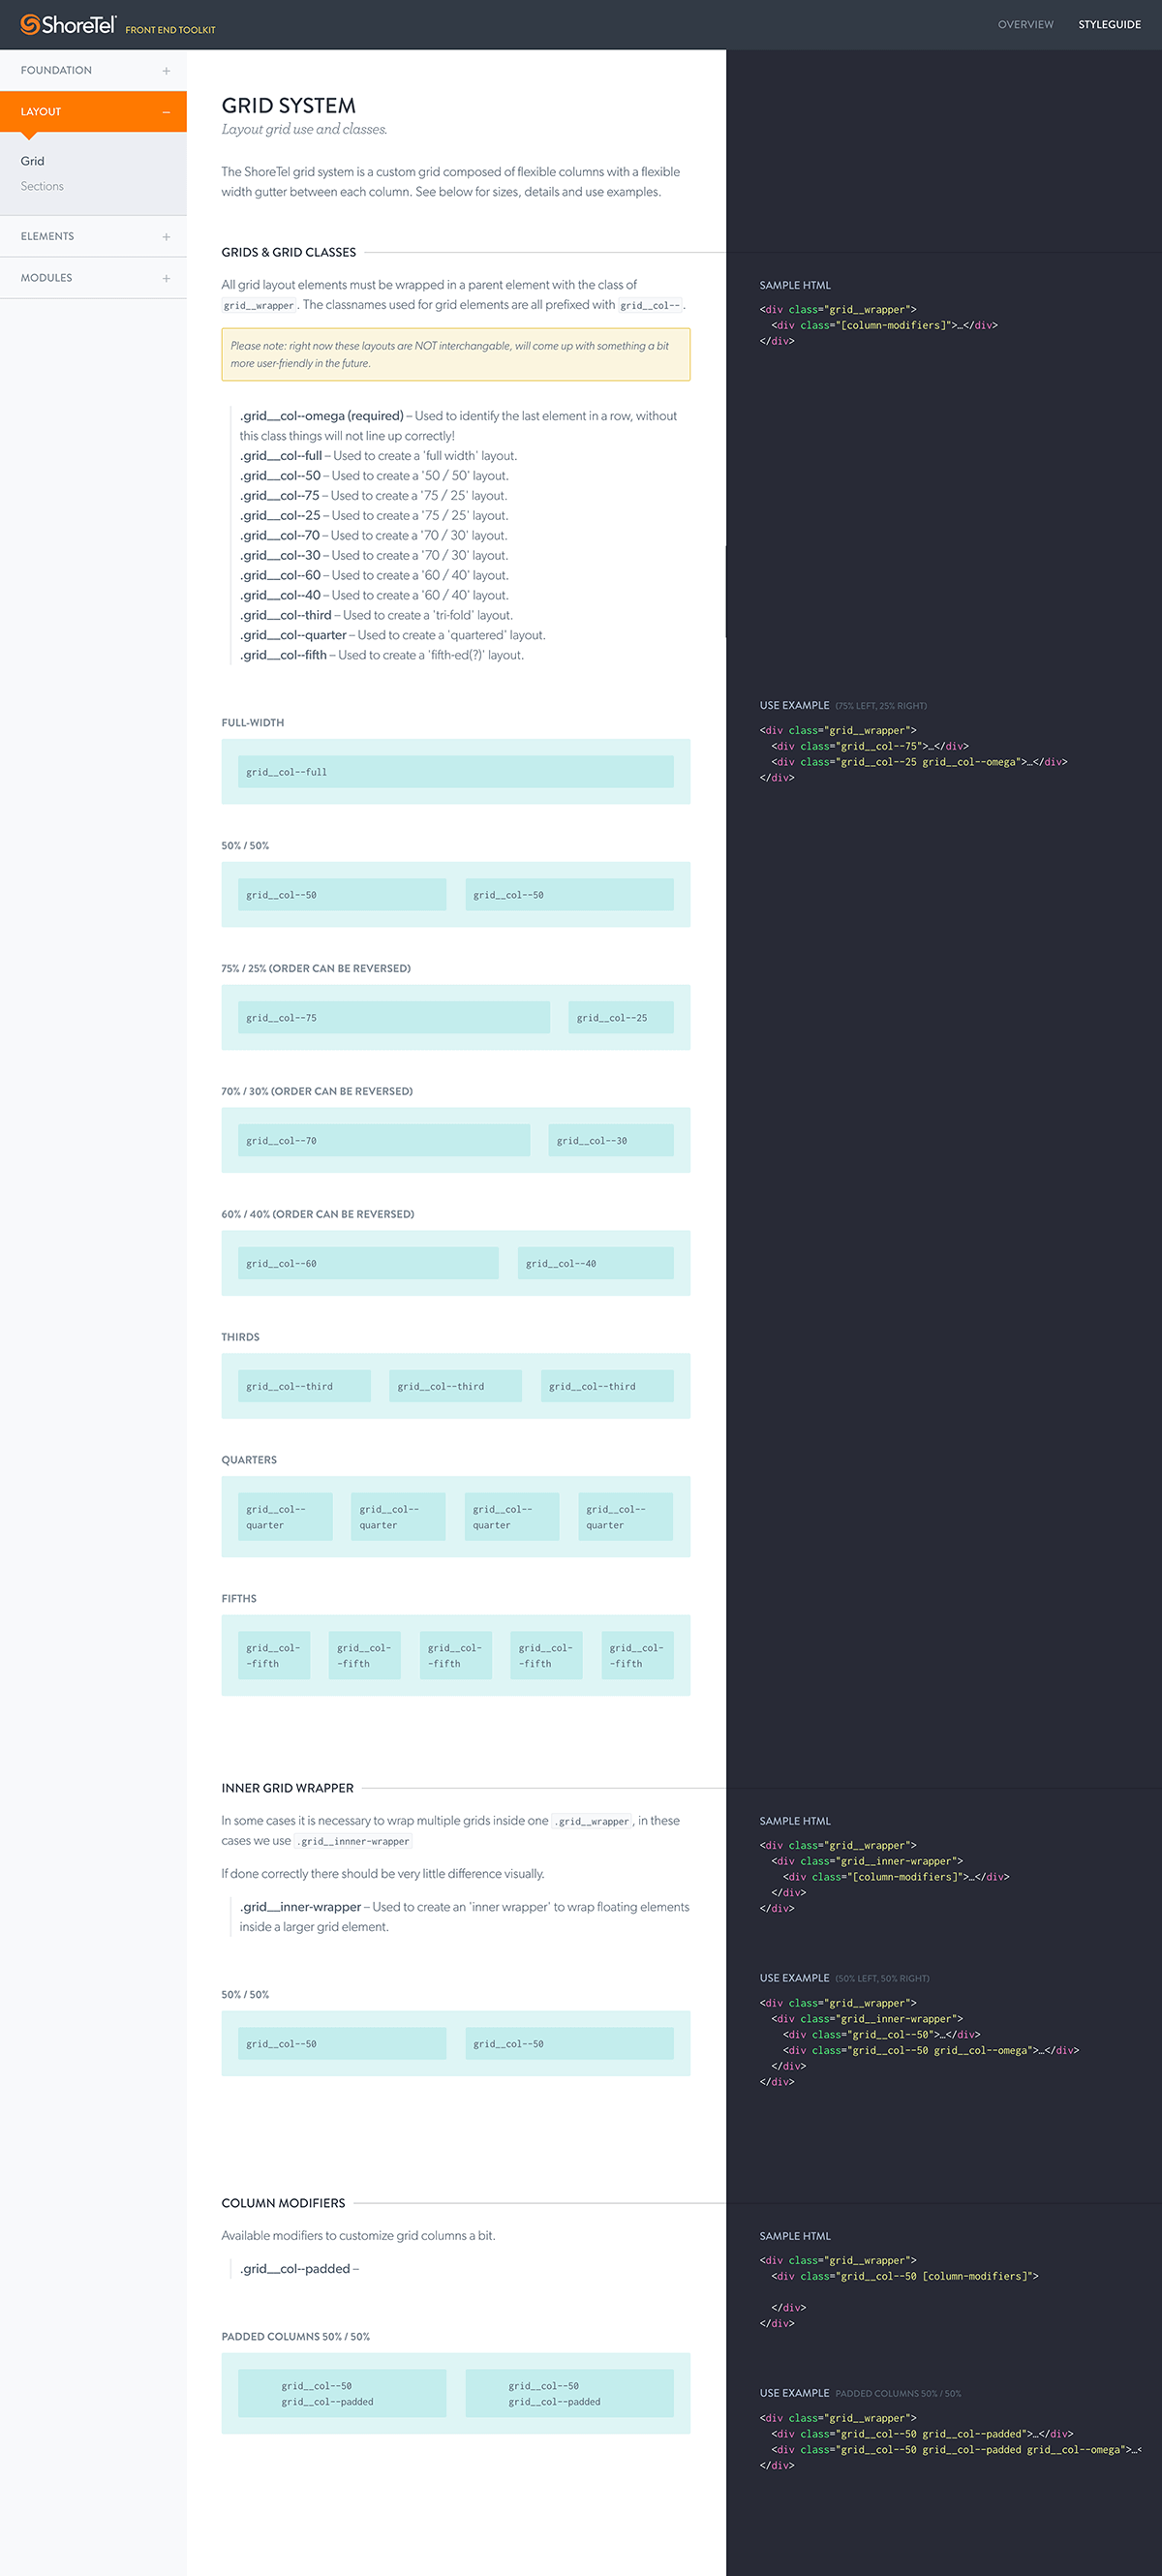 ShoreTel FRONT END TOOLKIT
OVERVIEW STYLEGUIDE
FOUNDATION +
LAYOUT –
Grid
Sections
ELEMENTS +
MODULES +
GRID SYSTEM
Layout grid use and classes.
The ShoreTel grid system is a custom grid composed of flexible columns with a flexible
width gutter between each column. See below for sizes, details and use examples.
GRIDS & GRID CLASSES
All grid layout elements must be wrapped in a parent element with the class of
grid__wrapper. The classnames used for grid elements are all prefixed with grid__col--.
Please note: right now these layouts are NOT interchangable, will come up with something a bit
more user-friendly in the future.
.grid__col--omega (required) – Used to identify the last element in a row, without
this class things will not line up correctly!
.grid__col--full – Used to create a 'full width' layout.
.grid__col--50 – Used to create a '50 / 50' layout.
.grid__col--75 – Used to create a '75 / 25' layout.
.grid__col--25 – Used to create a '75 / 25' layout.
.grid__col--70 – Used to create a '70 / 30' layout.
.grid__col--30 – Used to create a '70 / 30' layout.
.grid__col--60 – Used to create a '60 / 40' layout.
.grid__col--40 – Used to create a '60 / 40' layout.
.grid__col--third – Used to create a 'tri-fold' layout.
.grid__col--quarter – Used to create a 'quartered' layout.
.grid__col--fifth – Used to create a 'fifth-ed(?)' layout.
SAMPLE HTML
<div class="grid__wrapper">
<div class="[column-modifiers]">…</div>
</div>
FULL-WIDTH
grid__col--full
USE EXAMPLE (75% LEFT, 25% RIGHT)
<div class="grid__wrapper">
<div class="grid__col--75">…</div>
<div class="grid__col--25 grid__col--omega">…</div>
</div>
50% / 50%
grid__col--50 grid__col--50
75% / 25% (ORDER CAN BE REVERSED)
grid__col--75 grid__col--25
70% / 30% (ORDER CAN BE REVERSED)
grid__col--70 grid__col--30
60% / 40% (ORDER CAN BE REVERSED)
grid__col--60 grid__col--40
THIRDS
grid__col--third grid__col--third grid__col--third
QUARTERS
grid__col-- grid__col-- grid__col-- grid__col--
quarter quarter quarter quarter
FIFTHS
grid__col- grid__col- grid__col- grid__col- grid__col-
-fifth -fifth -fifth -fifth -fifth
INNER GRID WRAPPER
In some cases it is necessary to wrap multiple grids inside one .grid__wrapper, in these
cases we use .grid__innner-wrapper
If done correctly there should be very little difference visually.
.grid__inner-wrapper – Used to create an 'inner wrapper' to wrap floating elements
inside a larger grid element.
SAMPLE HTML
<div class="grid__wrapper">
<div class="grid__inner-wrapper">
<div class="[column-modifiers]">…</div>
</div>
</div>
50% / 50%
grid__col--50 grid__col--50
USE EXAMPLE (50% LEFT, 50% RIGHT)
<div class="grid__wrapper">
<div class="grid__inner-wrapper">
<div class="grid__col--50">…</div>
<div class="grid__col--50 grid__col--omega">…</div>
</div>
</div>
COLUMN MODIFIERS
Available modifiers to customize grid columns a bit.
.grid__col--padded –
SAMPLE HTML
<div class="grid__wrapper">
<div class="grid__col--50 [column-modifiers]">
</div>
</div>
PADDED COLUMNS 50% / 50%
grid__col--50 grid__col--50
grid__col--padded grid__col--padded
USE EXAMPLE PADDED COLUMNS 50% / 50%
<div class="grid__wrapper">
<div class="grid__col--50 grid__col--padded">…</div>
<div class="grid__col--50 grid__col--padded grid__col--omega">…<
</div>